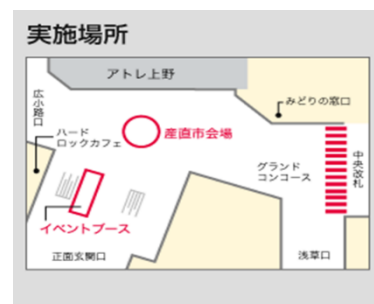 実施場所
アトレ上野
広小路口
みどりの窓口
ハード
ロックカフェ
産直市会場
グランド
コンコース
中央改札
イベントブース
正面玄関口
浅草口